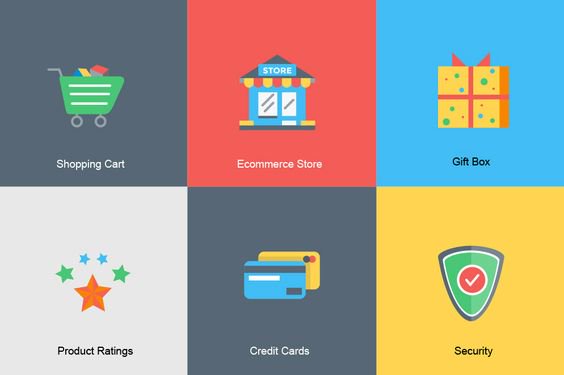 STORE
Shopping Cart
Ecommerce Store
Gift Box
Product Ratings
Credit Cards
Security